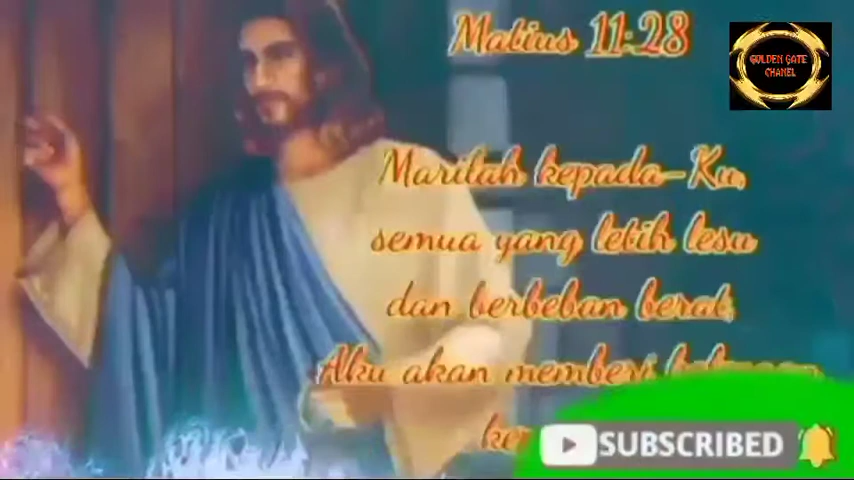 Matius 11:28
GOLDEN GATE
CHANEL
Marilah kepada-Ku,
semua yang letih lesu
dan berbeban berat,
Aku akan memberi
SUBSCRIBED